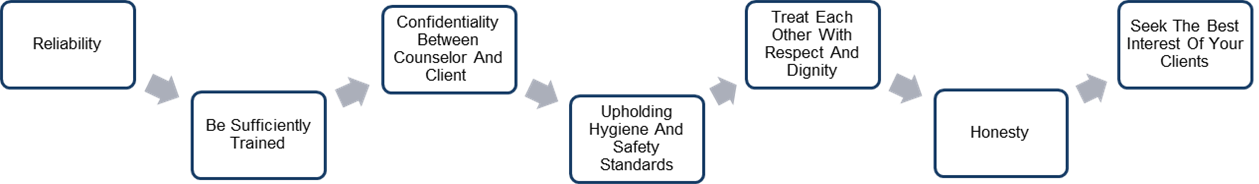 Reliability
Be Sufficiently
Trained
Confidentiality
Between
Counselor And
Client
Upholding
Hygiene And
Safety
Standards
Treat Each
Other With
Respect And
Dignity
Honesty
Seek The Best
Interest Of Your
Clients